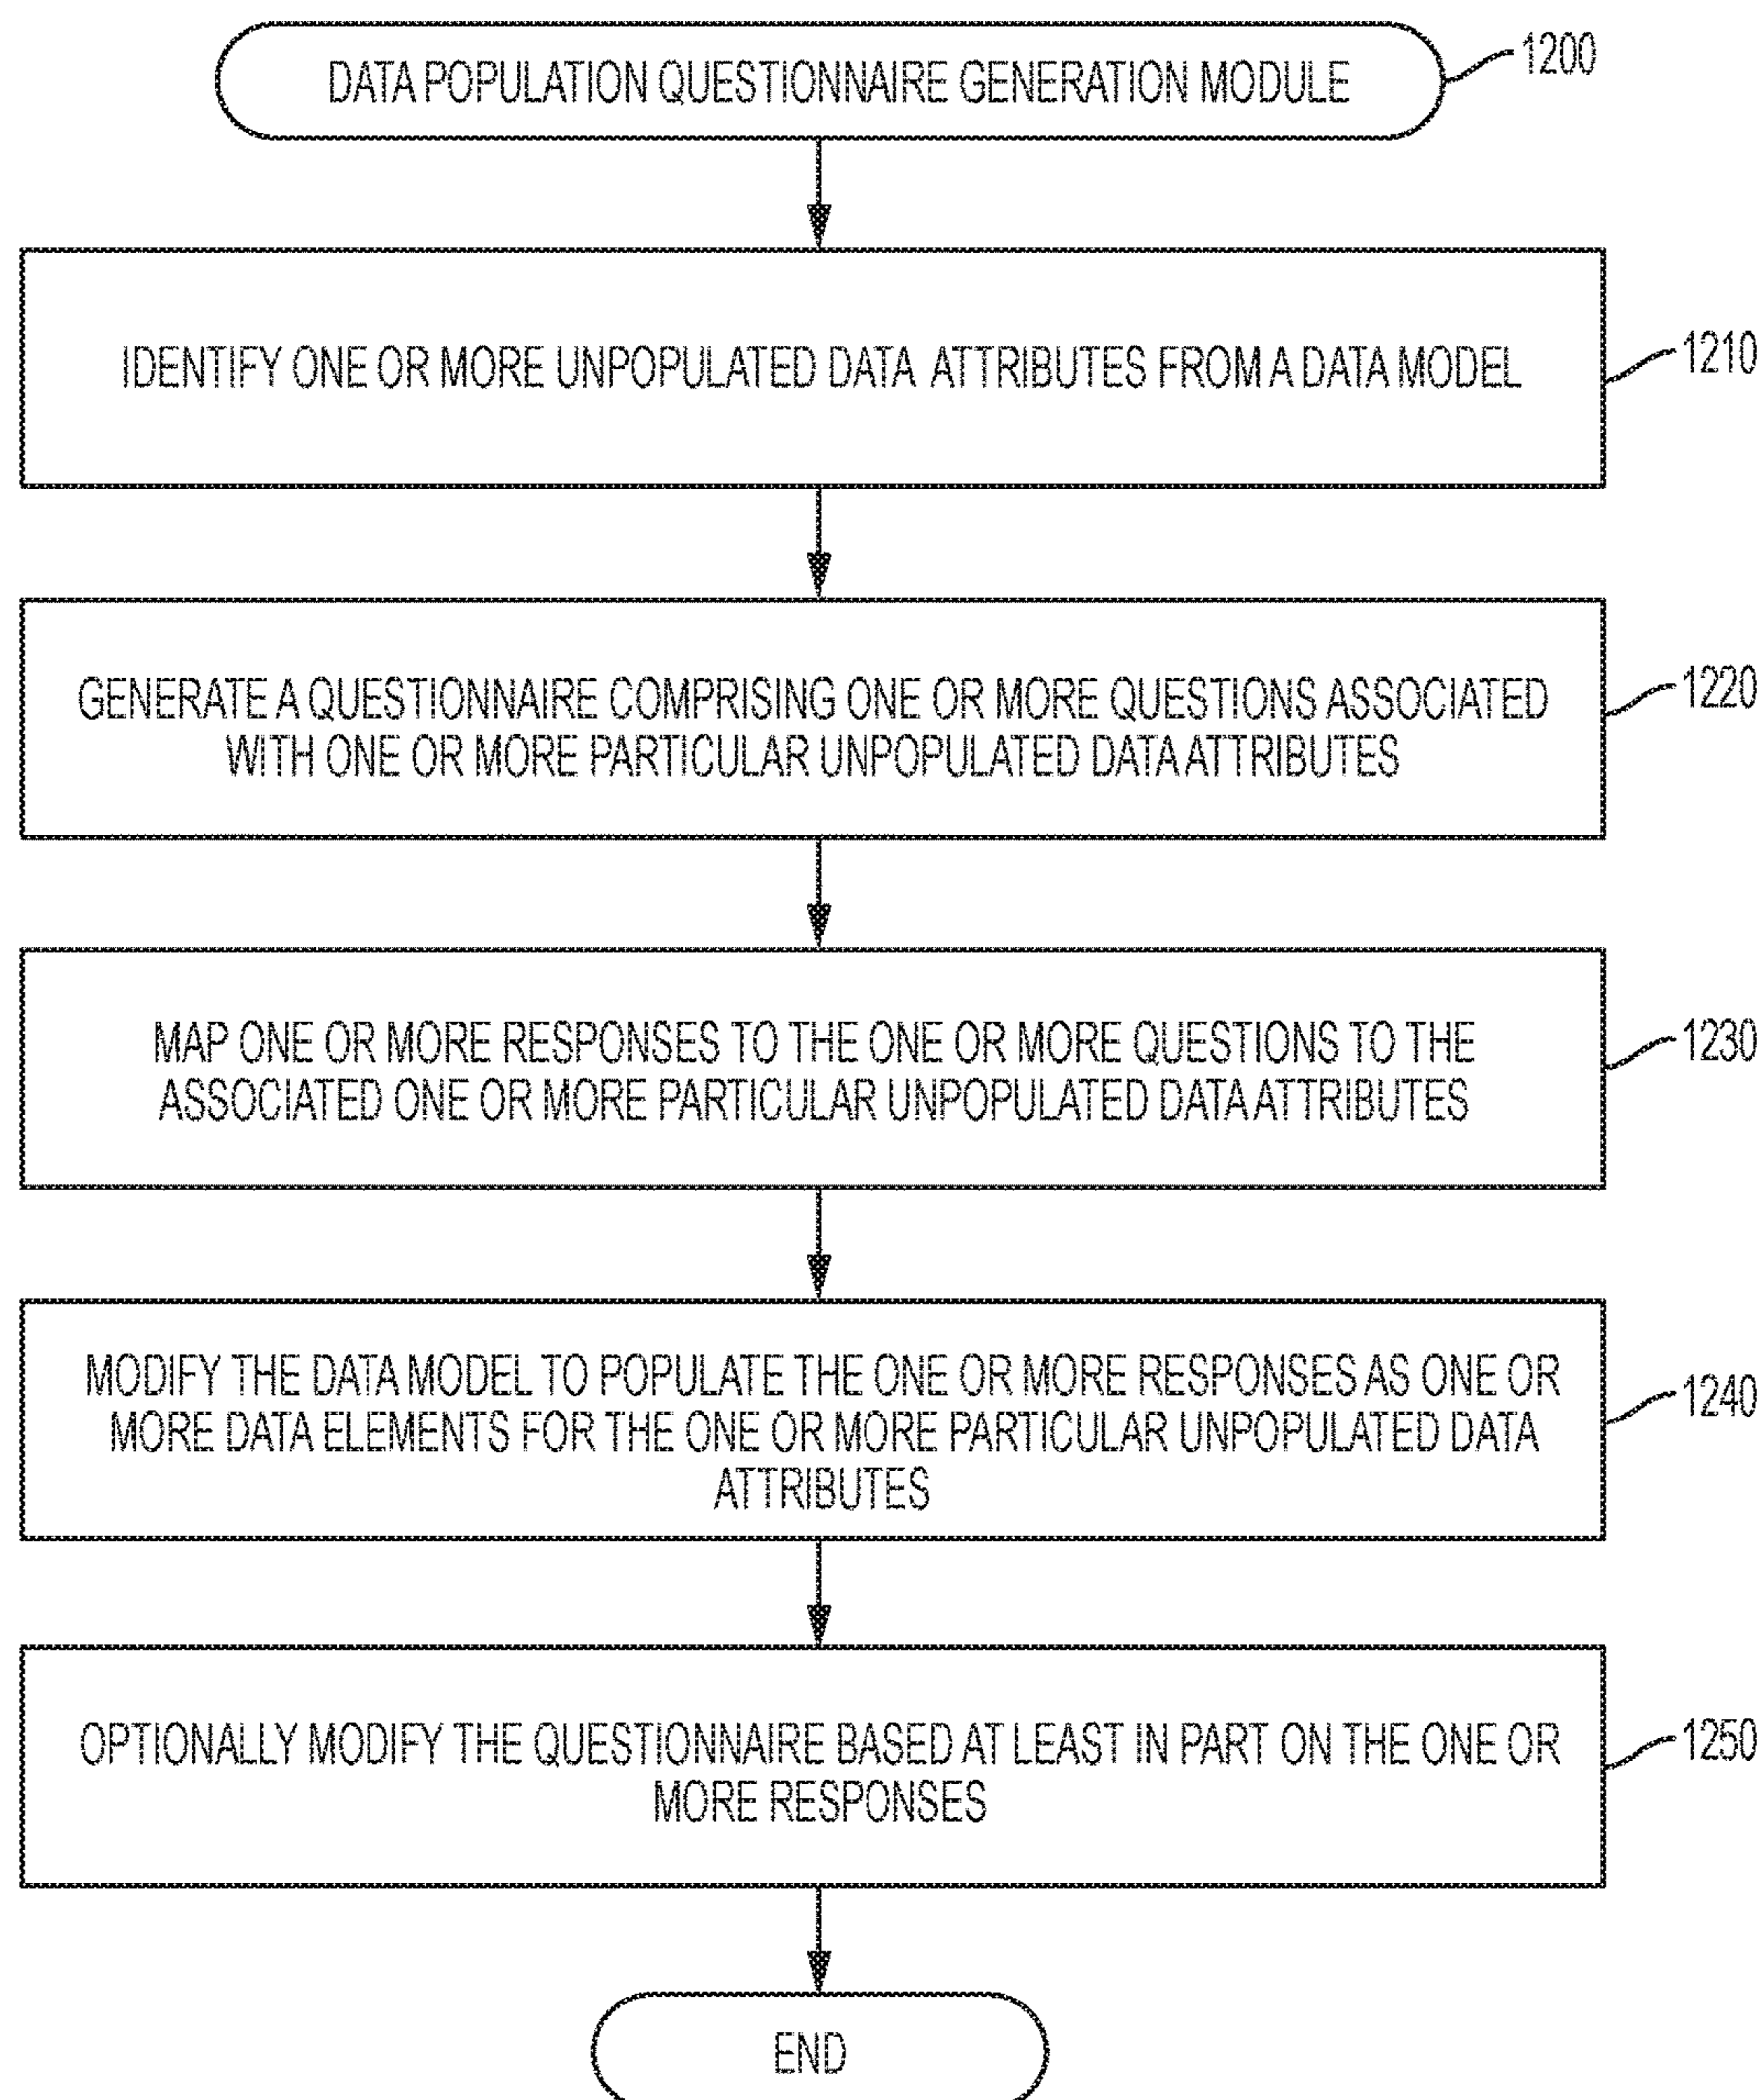 DATA POPULATION QUESTIONNAIRE GENERATION MODULE
1200
IDENTIFY ONE OR MORE UNPOPULATED DATA ATTRIBUTES FROM A DATA MODEL
1210
GENERATE A QUESTIONNAIRE COMPRISING ONE OR MORE QUESTIONS ASSOCIATED
WITH ONE OR MORE PARTICULAR UNPOPULATED DATA ATTRIBUTES
1220
MAP ONE OR MORE RESPONSES TO THE ONE OR MORE QUESTIONS TO THE
ASSOCIATED ONE OR MORE PARTICULAR UNPOPULATED DATA ATTRIBUTES
1230
MODIFY THE DATA MODEL TO POPULATE THE ONE OR MORE RESPONSES AS ONE OR
MORE DATA ELEMENTS FOR THE ONE OR MORE PARTICULAR UNPOPULATED DATA
ATTRIBUTES
1240
OPTIONALLY MODIFY THE QUESTIONNAIRE BASED AT LEAST IN PART ON THE ONE OR
MORE RESPONSES
1250
END